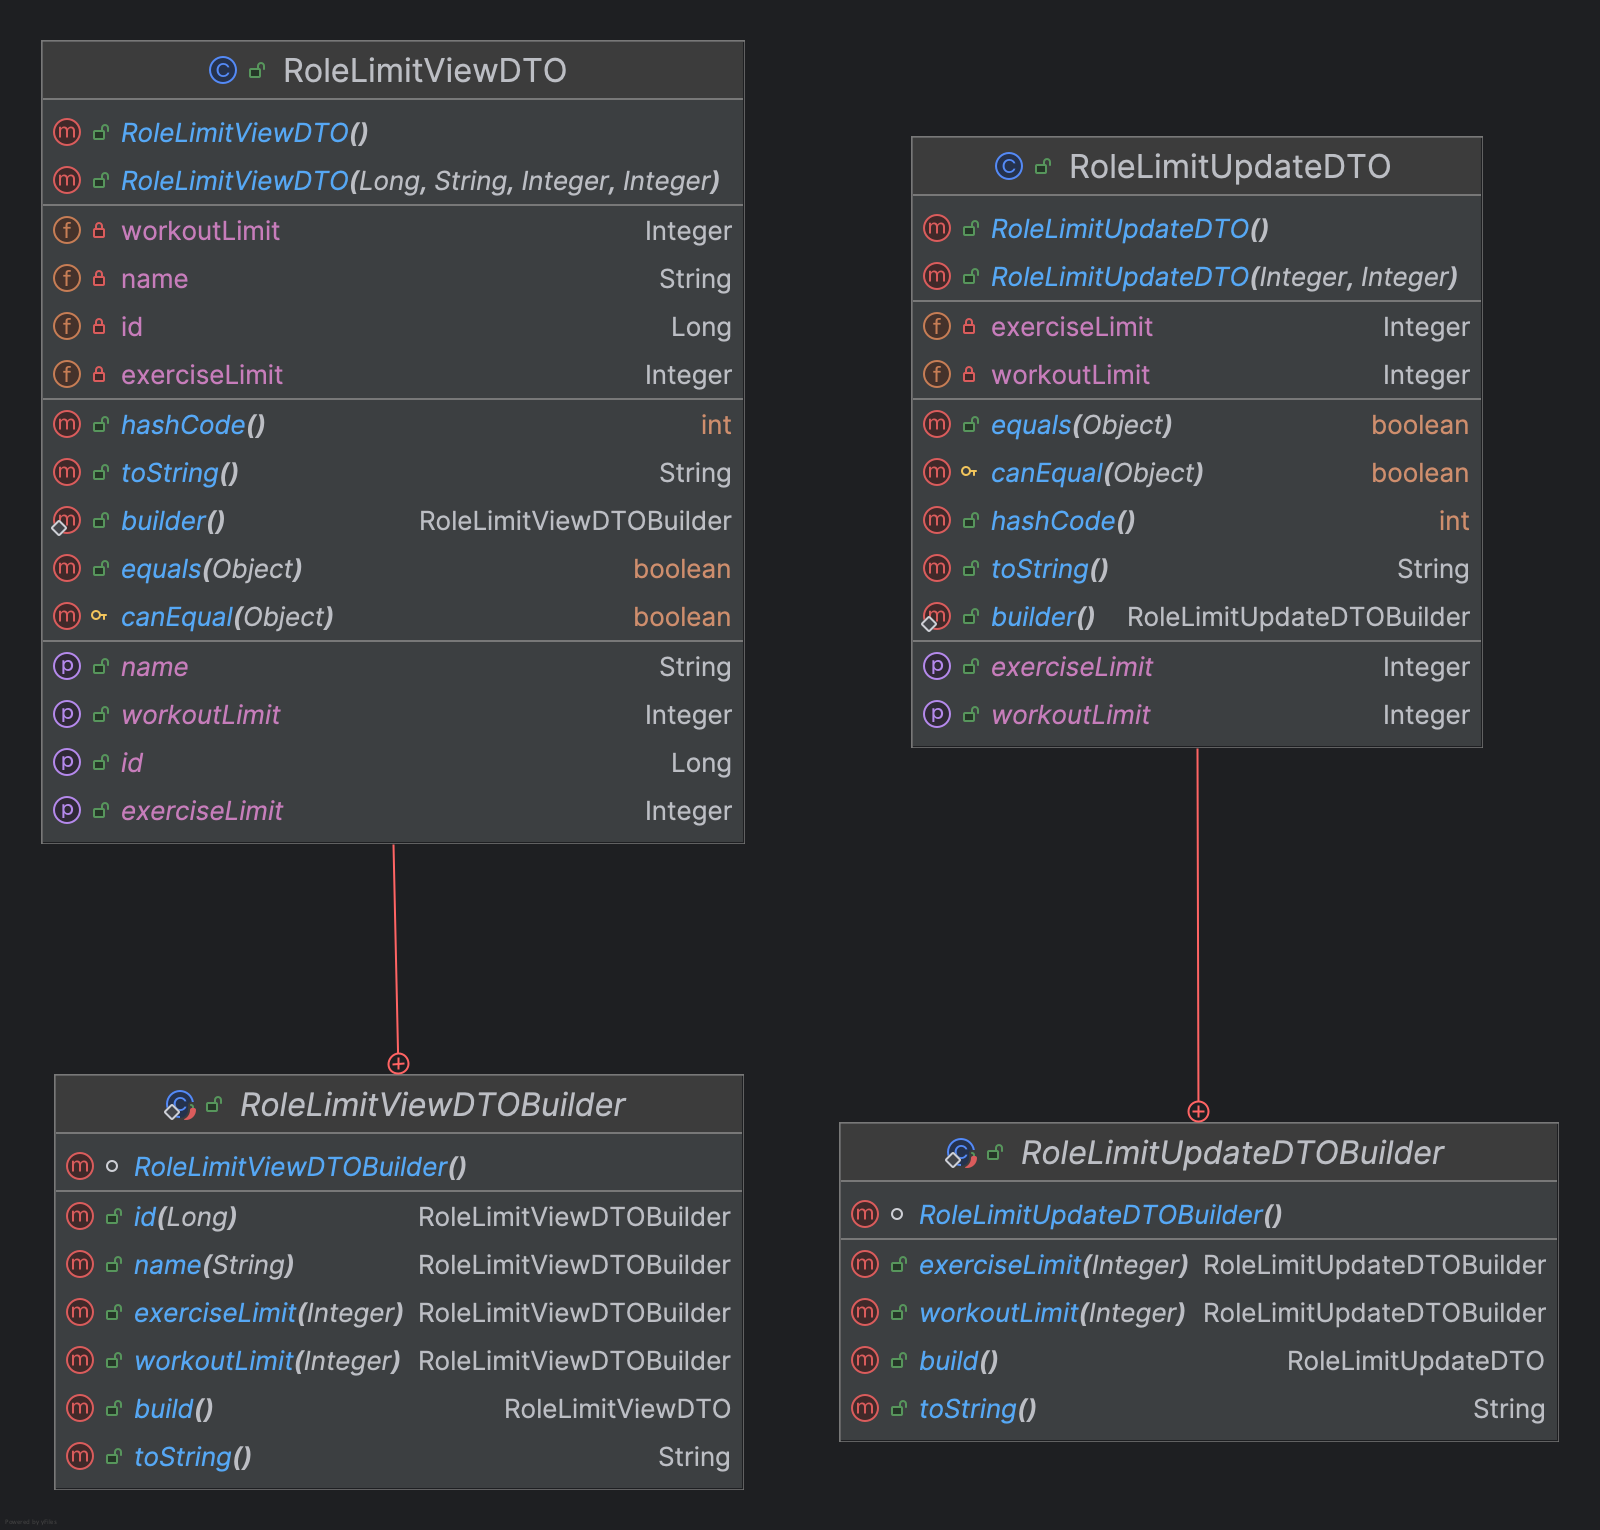 RoleLimitViewDTO
RoleLimitViewDTO()
RoleLimitViewDTO(Long, String, Integer, Integer)
workoutLimit Integer
name String
id Long
exerciseLimit Integer
hashCode() int
toString() String
builder() RoleLimitViewDTOBuilder
equals(Object) boolean
canEqual(Object) boolean
name String
workoutLimit Integer
id Long
exerciseLimit Integer
RoleLimitUpdateDTO
RoleLimitUpdateDTO()
RoleLimitUpdateDTO(Integer, Integer)
exerciseLimit Integer
workoutLimit Integer
equals(Object) boolean
canEqual(Object) boolean
hashCode() int
toString() String
builder() RoleLimitUpdateDTOBuilder
exerciseLimit Integer
workoutLimit Integer
RoleLimitViewDTOBuilder
RoleLimitViewDTOBuilder()
id(Long) RoleLimitViewDTOBuilder
name(String) RoleLimitViewDTOBuilder
exerciseLimit(Integer) RoleLimitViewDTOBuilder
workoutLimit(Integer) RoleLimitViewDTOBuilder
build() RoleLimitViewDTO
toString() String
RoleLimitUpdateDTOBuilder
RoleLimitUpdateDTOBuilder()
exerciseLimit(Integer) RoleLimitUpdateDTOBuilder
workoutLimit(Integer) RoleLimitUpdateDTOBuilder
build() RoleLimitUpdateDTO
toString() String
Powered by yFiles